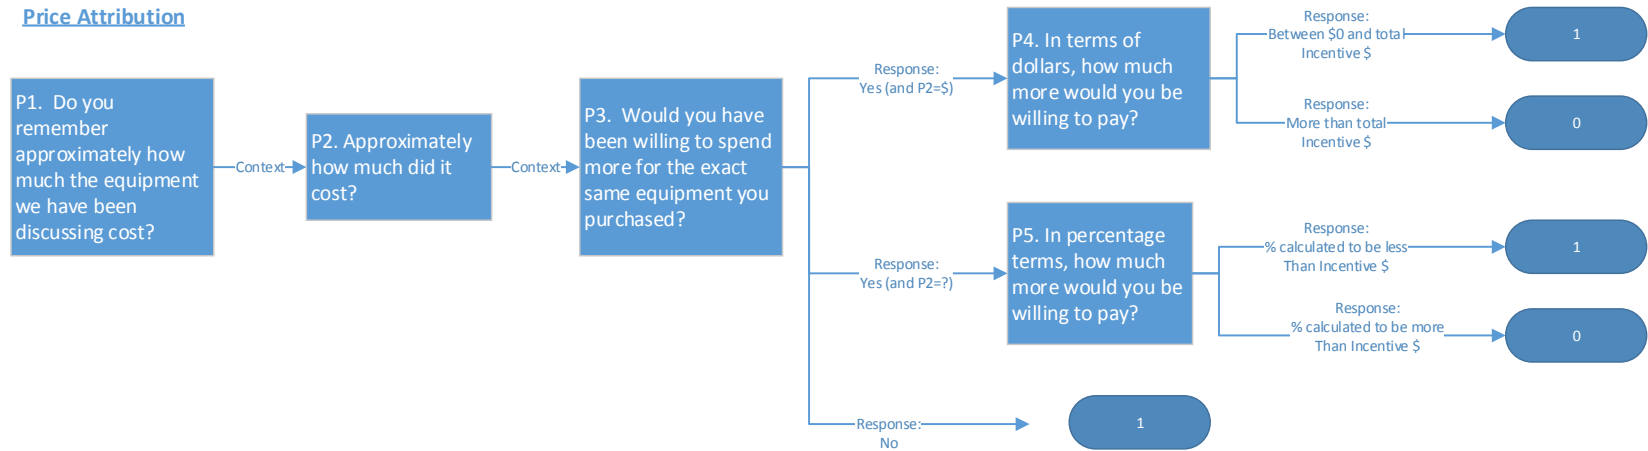 Price Attribution
P1.  Do you
remember
approximately how
much the equipment
we have been
discussing cost?
Context
P2. Approximately
how much did it
cost?
Context
P3.  Would you have
been willing to spend
more for the exact
same equipment you
purchased?
Response:
Yes (and P2=$)
P4. In terms of
dollars, how much
more would you be
willing to pay?
Response:
Between $0 and total
Incentive $
1
Response:
More than total
Incentive $
0
Response:
Yes (and P2=?)
P5. In percentage
terms, how much
more would you be
willing to pay?
Response:
% calculated to be less
Than Incentive $
1
Response:
% calculated to be more
Than Incentive $
0
Response:
No
1